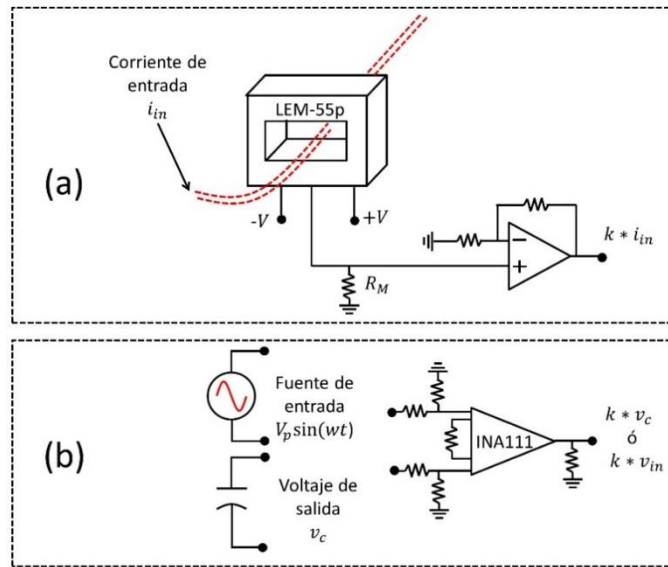 (a)
Corriente de
entrada
i_in
LEM-55p
-V
+V
R_M
−
+
k * i_in
(b)
Fuente de
entrada
V_p sin(wt)
Voltaje de
salida
v_c
INA111
k * v_c
ó
k * v_in